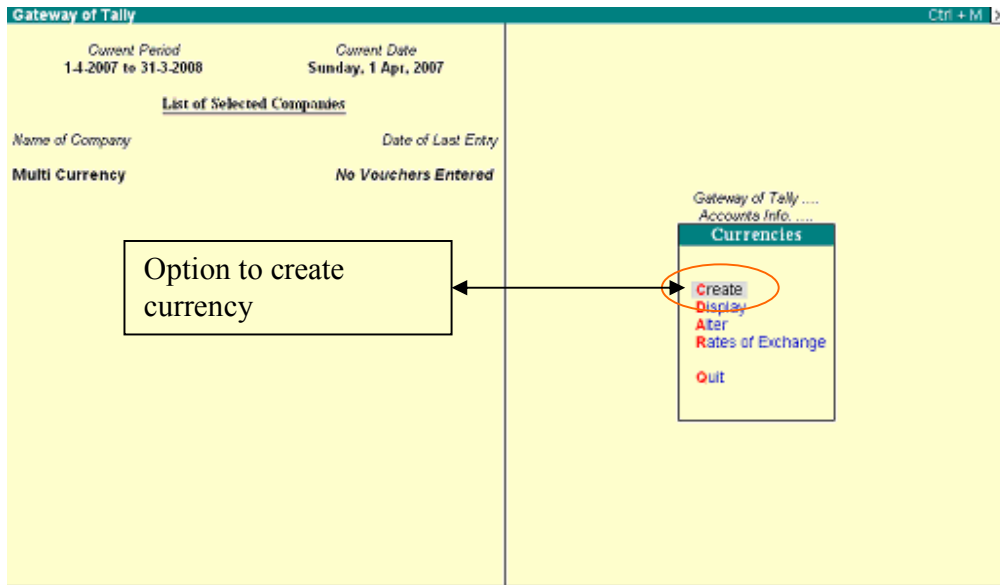 Gateway of Tally Ctrl + M
Current Period Current Date
1-4-2007 to 31-3-2008 Sunday, 1 Apr, 2007
List of Selected Companies
Name of Company Date of Last Entry
Multi Currency No Vouchers Entered
Gateway of Tally ....
Accounts Info. ....
Currencies
Option to create
currency
Create
Display
Alter
Rates of Exchange
Quit